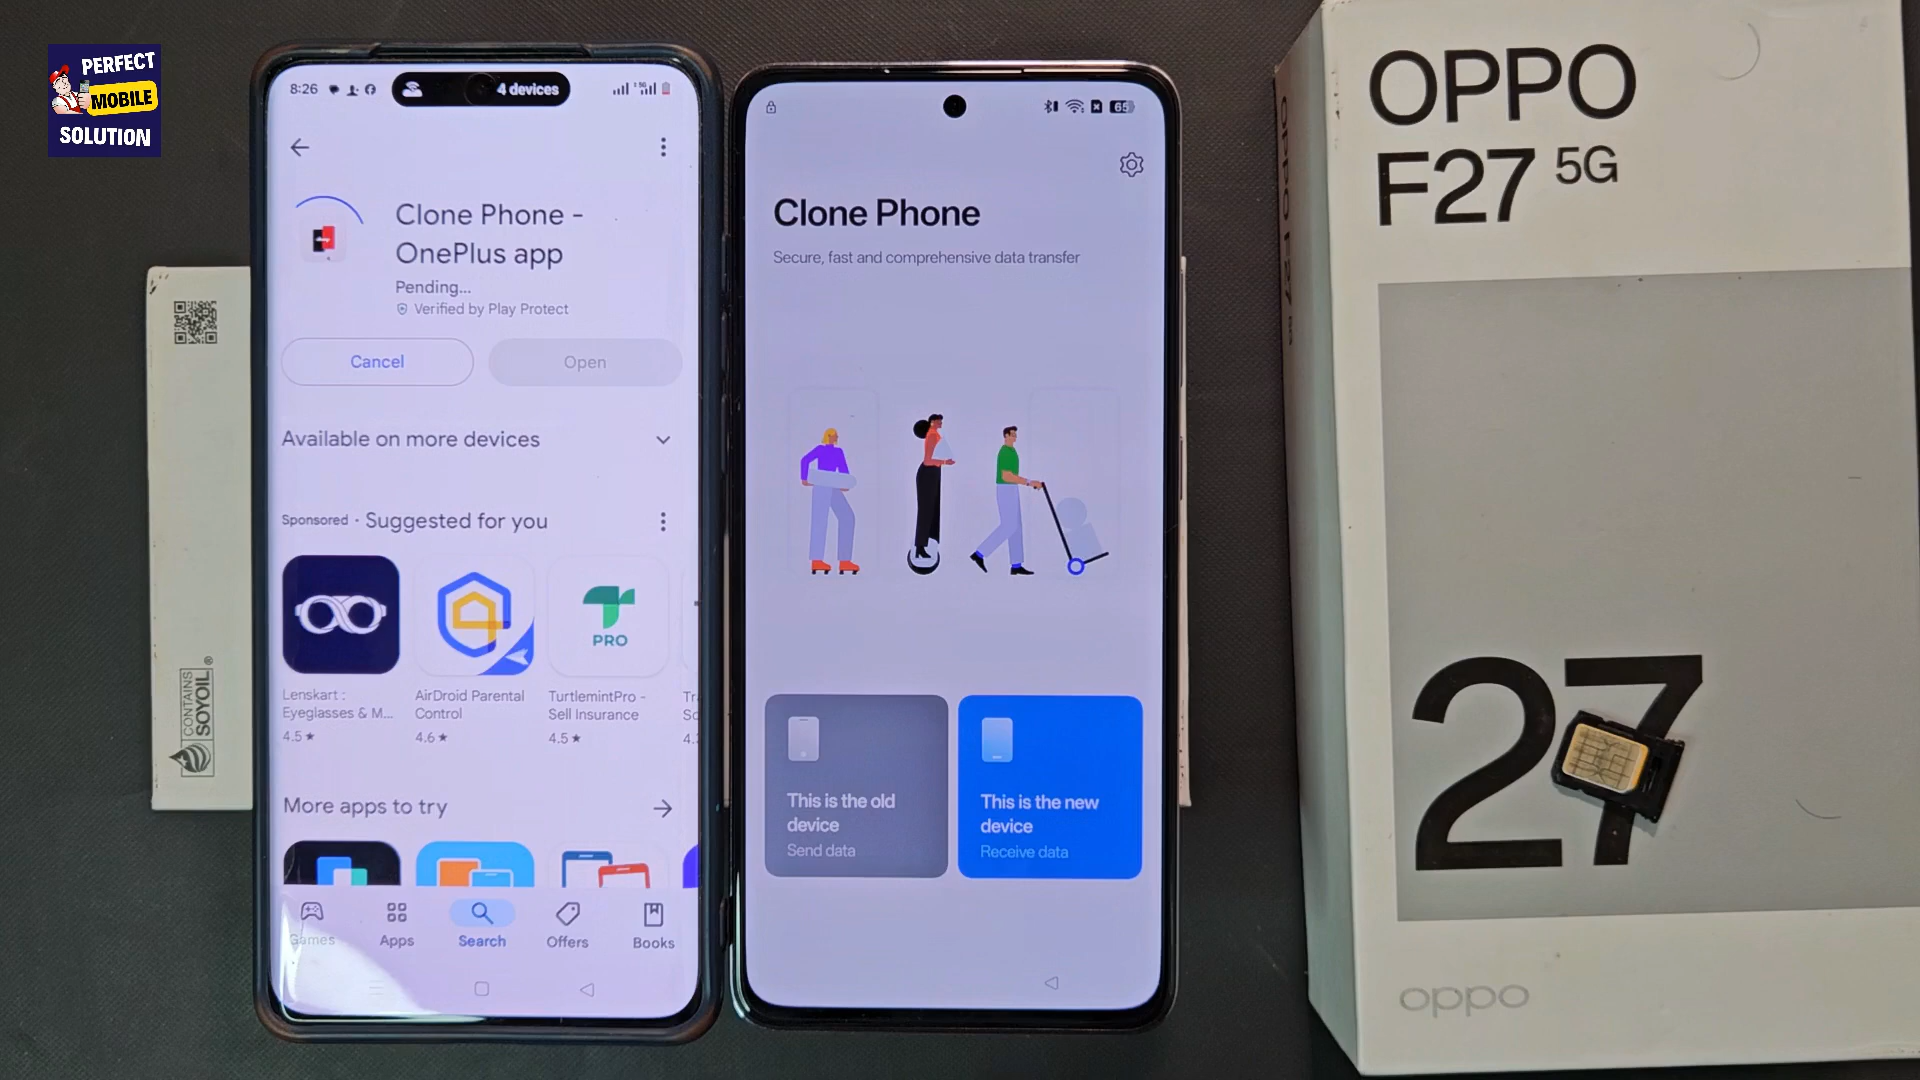 PERFECT
MOBILE
SOLUTION
CONTAINS
SOYOIL®
8:26
4 devices
Clone Phone -
OnePlus app
Pending...
Verified by Play Protect
Cancel
Open
Available on more devices
Sponsored · Suggested for you
PRO
Lenskart :
Eyeglasses & M...
4.5★
AirDroid Parental
Control
4.6★
TurtlemintPro -
Sell Insurance
4.5★
More apps to try
Games
Apps
Search
Offers
Books
65
Clone Phone
Secure, fast and comprehensive data transfer
This is the old
device
Send data
This is the new
device
Receive data
OPPO
F27 5G
27
oppo
OPPO F27